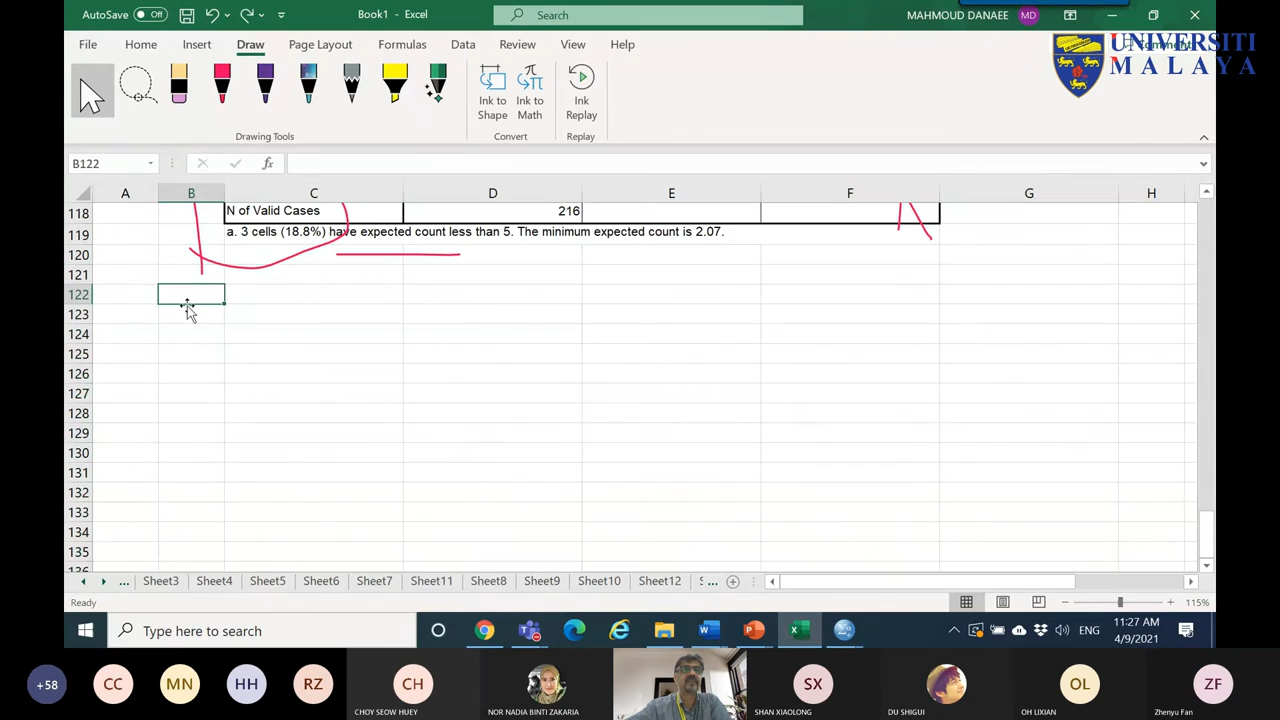 AutoSave Off Book1 - Excel Search MAHMOUD DANAEE MD
File Home Insert Draw Page Layout Formulas Data Review View Help
UNIVERSITI
MALAYA
Ink to Shape
Ink to Math
Ink Replay
Drawing Tools Convert Replay
B122 fx
A B C D E F G H
118 N of Valid Cases 216
119 a. 3 cells (18.8%) have expected count less than 5. The minimum expected count is 2.07.
120
121
122
123
124
125
126
127
128
129
130
131
132
133
134
135
... Sheet3 Sheet4 Sheet5 Sheet6 Sheet7 Sheet11 Sheet8 Sheet9 Sheet10 Sheet12 ...
Ready 115%
Type here to search ENG 11:27 AM
4/9/2021
+58 CC MN HH RZ CH SX OL ZF
CHOY SEOW HUEY NOR NADIA BINTI ZAKARIA SHAN XIAOLONG DU SHIGUI OH LIXIAN Zhenyu Fan